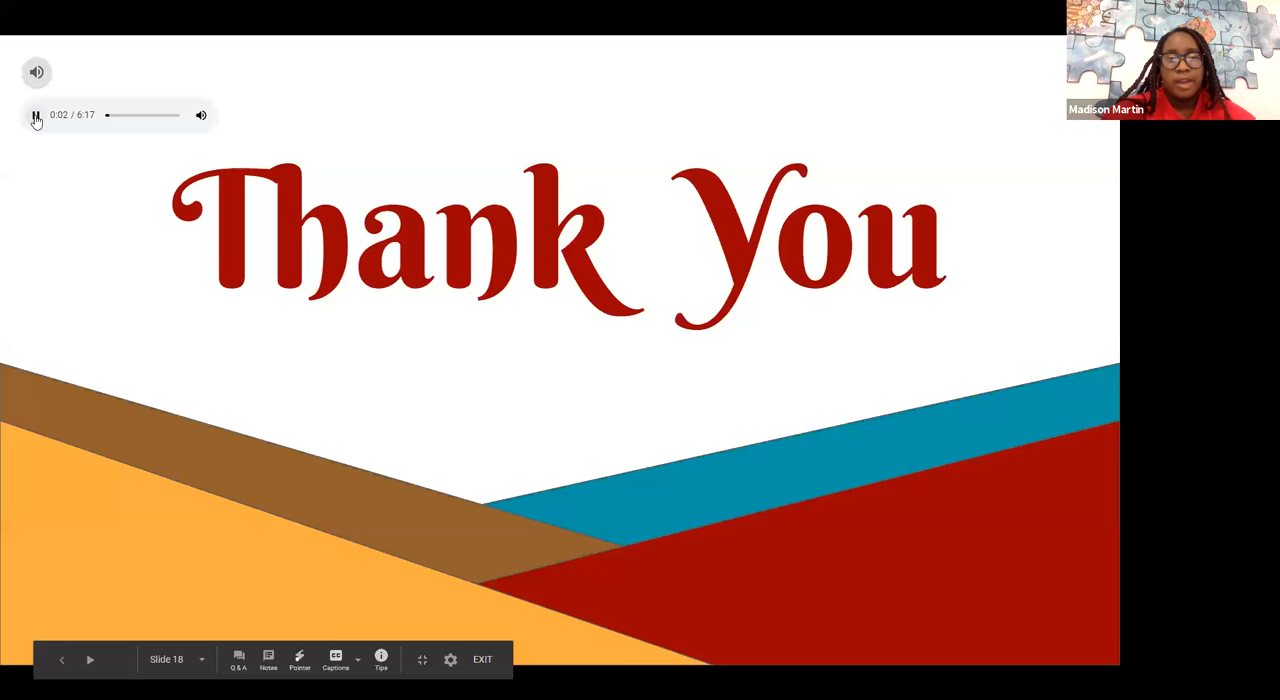 Madison Martin
0:02 / 6:17
Thank You
Slide 18
Q & A
Notes
Pointer
Captions
Tips
EXIT